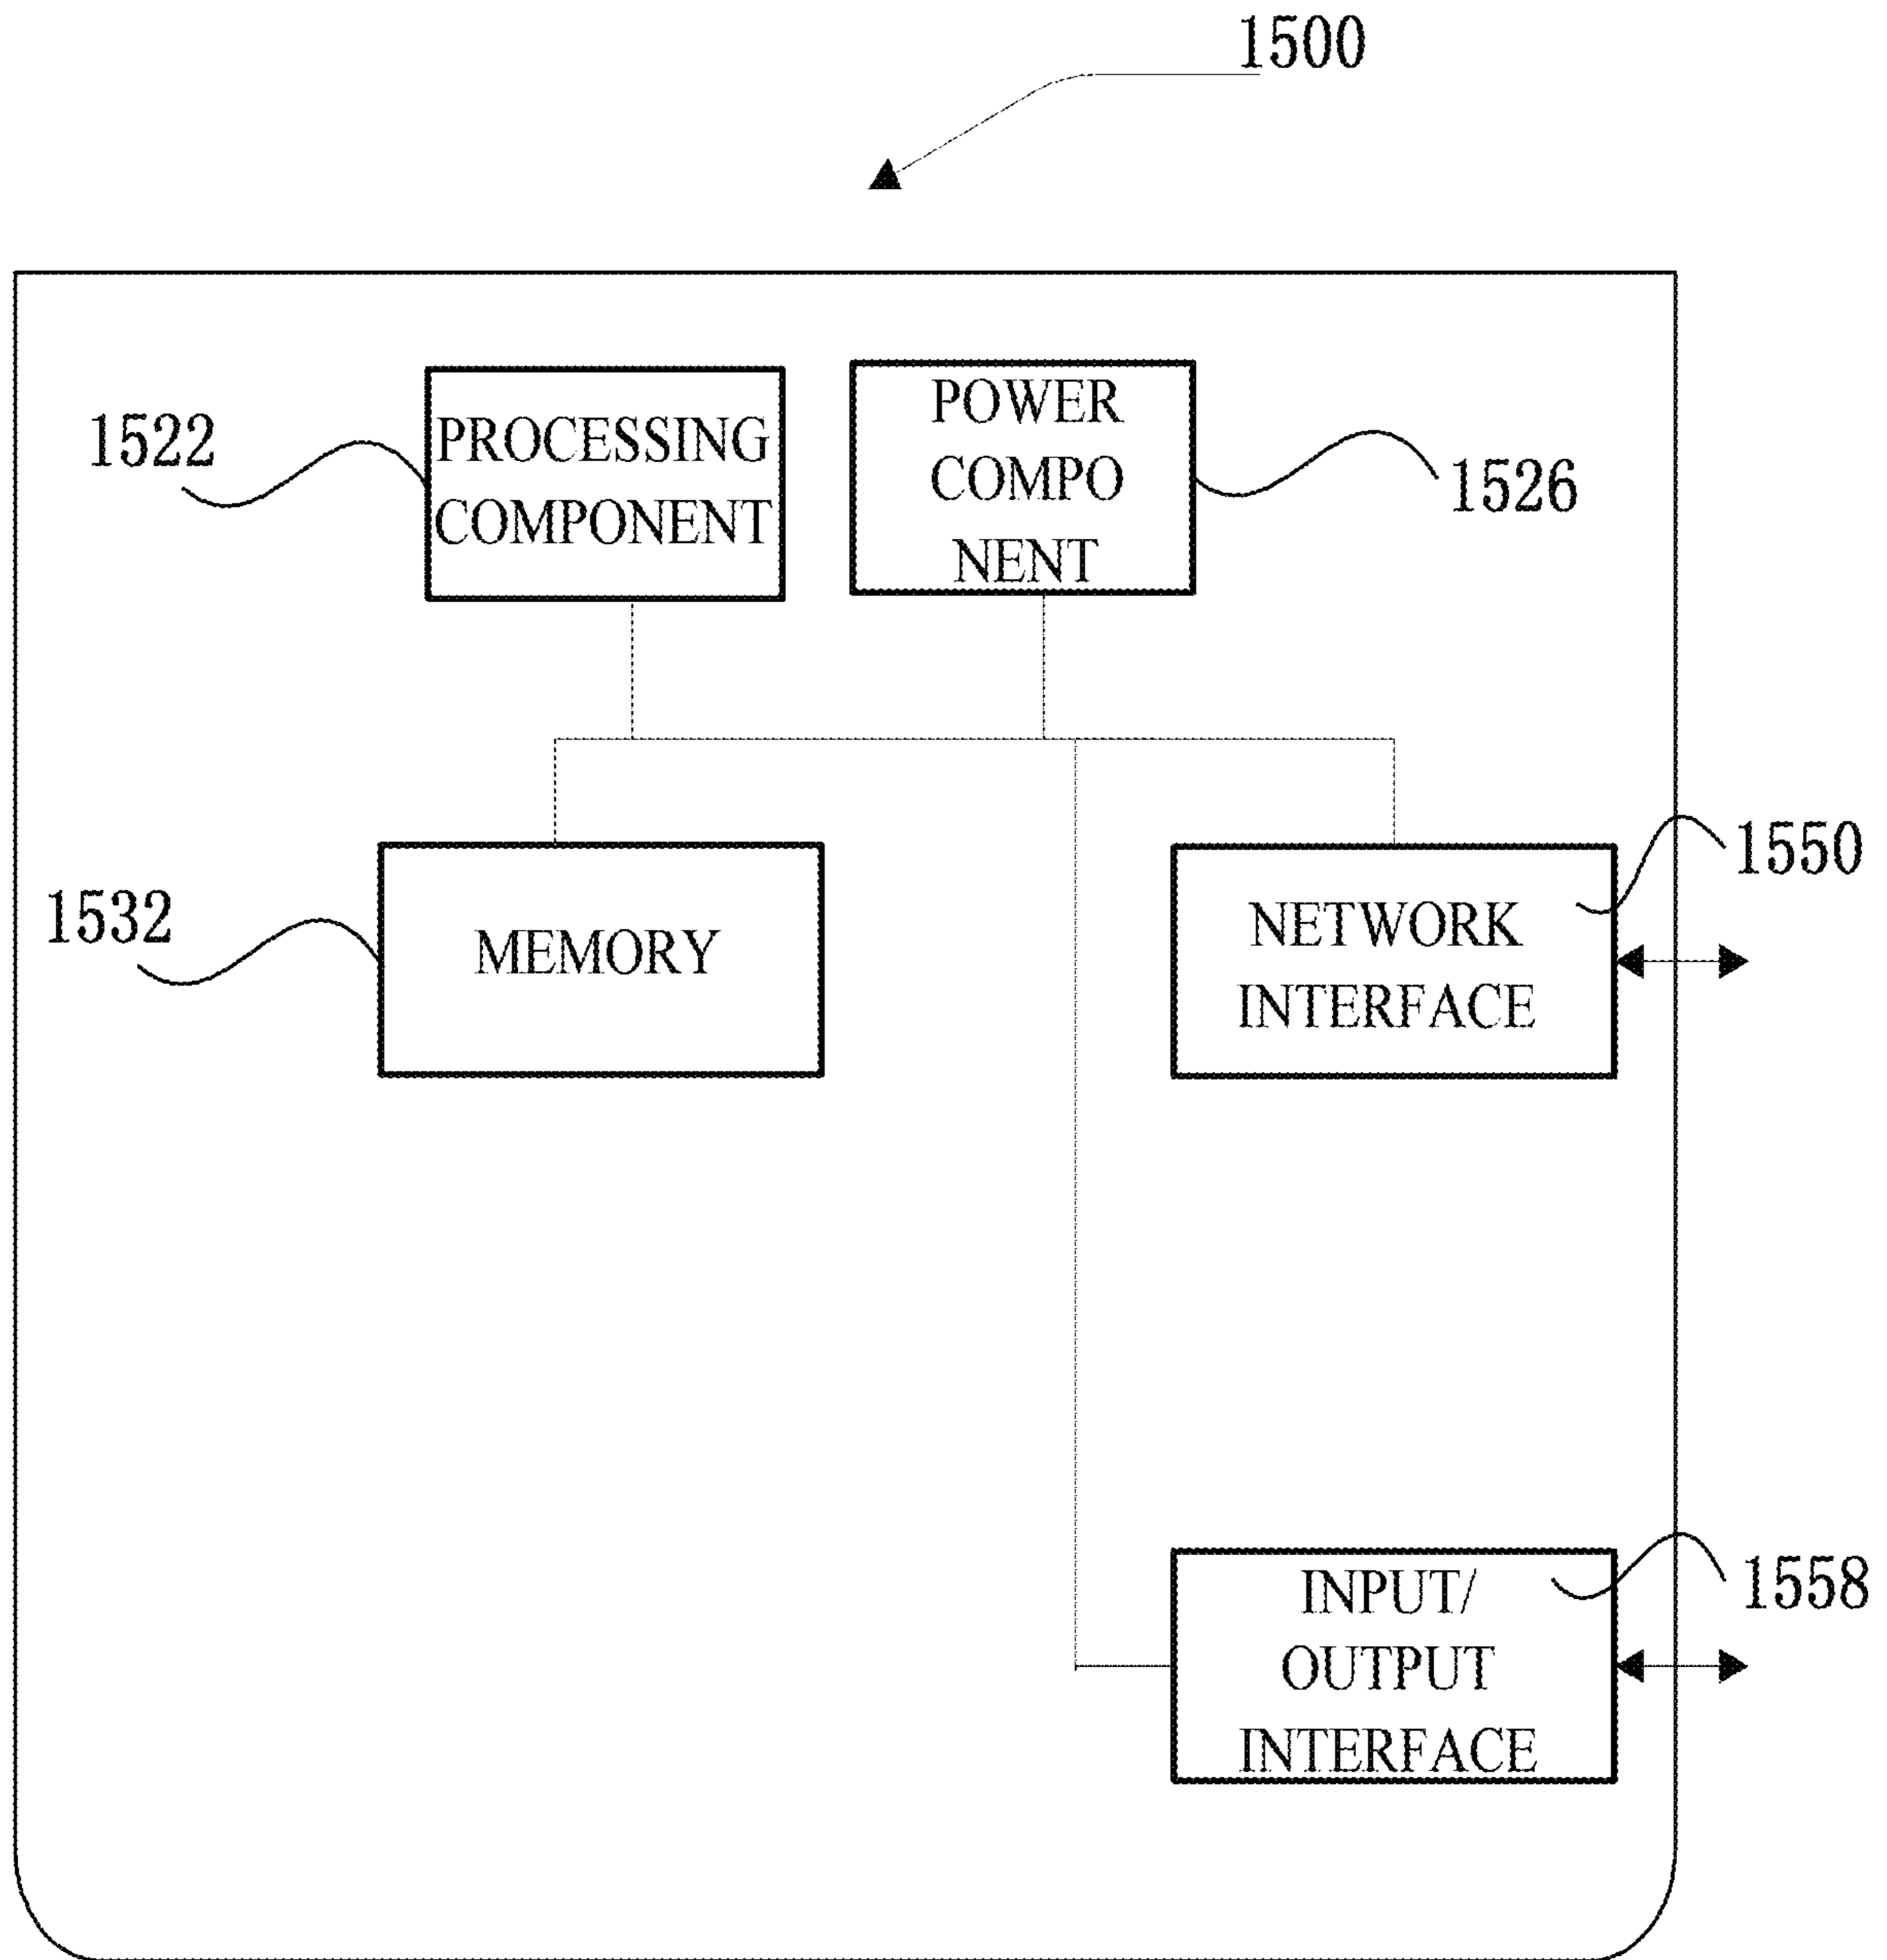 1500
1522
PROCESSING
COMPONENT
POWER
COMPO
NENT
1526
1532
MEMORY
NETWORK
INTERFACE
1550
INPUT/
OUTPUT
INTERFACE
1558